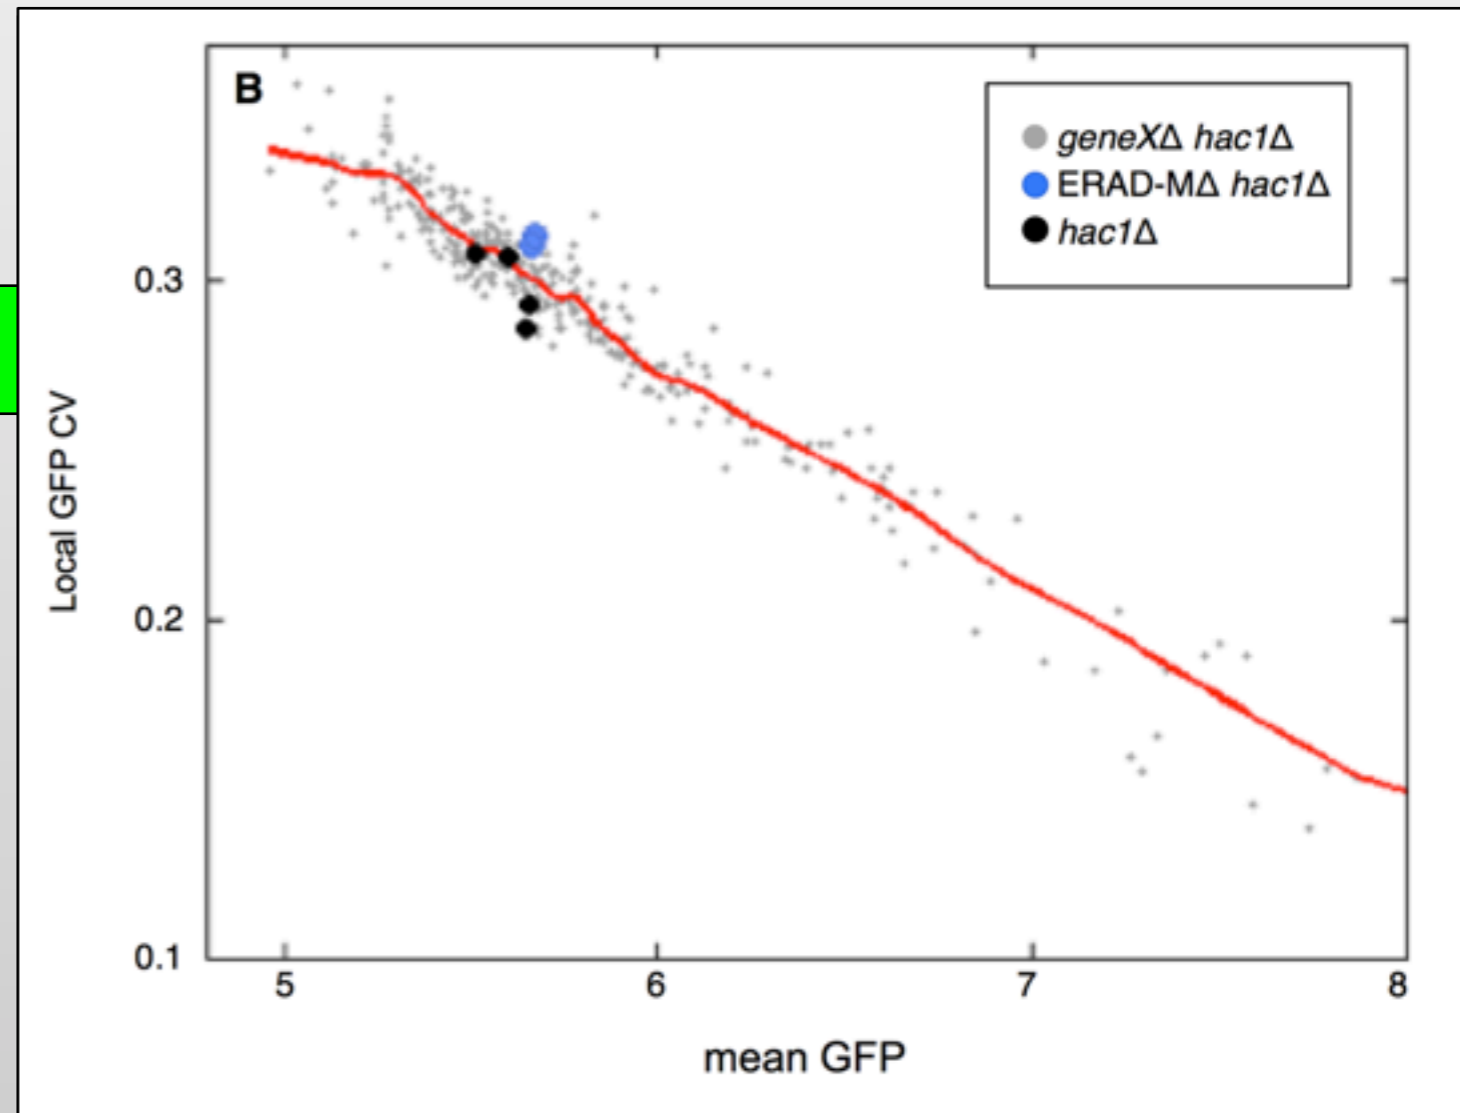 B
geneXΔ hac1Δ
ERAD-MΔ hac1Δ
hac1Δ
Local GFP CV
0.3
0.2
0.1
5 6 7 8
mean GFP